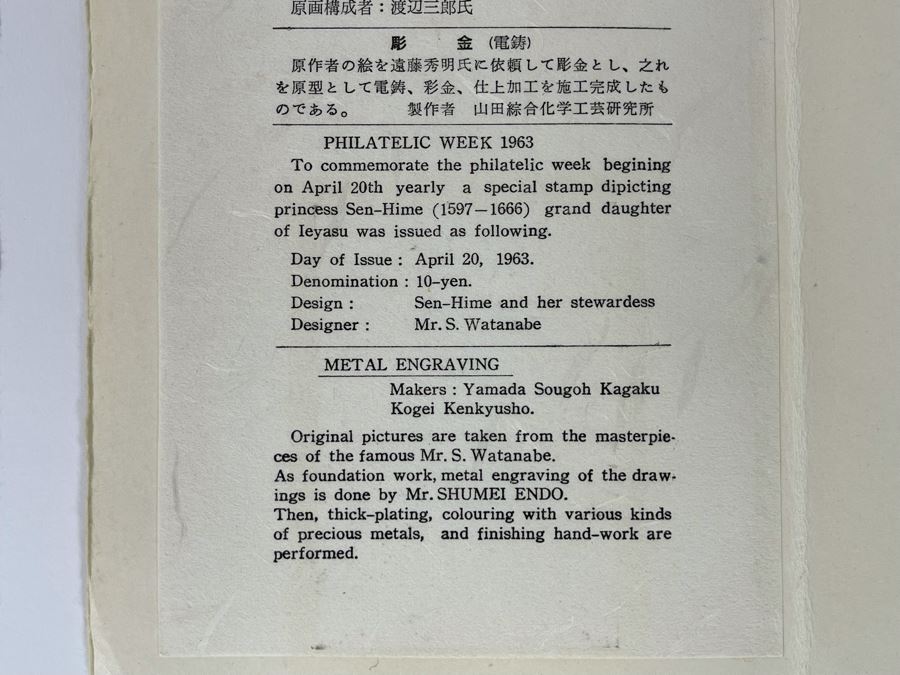 原画構成者：渡辺三郎氏
彫　金 (電鋳)
原作者の絵を遠藤秀明氏に依頼して彫金とし、之れ
を原型として電鋳、彩金、仕上加工を施工完成したも
のである。　製作者　山田綜合化学工芸研究所
PHILATELIC WEEK 1963
To commemorate the philatelic week begining
on April 20th yearly a special stamp dipicting
princess Sen-Hime (1597—1666) grand daughter
of Ieyasu was issued as following.
Day of Issue : April 20, 1963.
Denomination : 10-yen.
Design : Sen-Hime and her stewardess
Designer : Mr. S. Watanabe
METAL ENGRAVING
Makers : Yamada Sougoh Kagaku
Kogei Kenkyusho.
Original pictures are taken from the masterpie-
ces of the famous Mr. S. Watanabe.
As foundation work, metal engraving of the draw-
ings is done by Mr. SHUMEI ENDO.
Then, thick-plating, colouring with various kinds
of precious metals, and finishing hand-work are
performed.